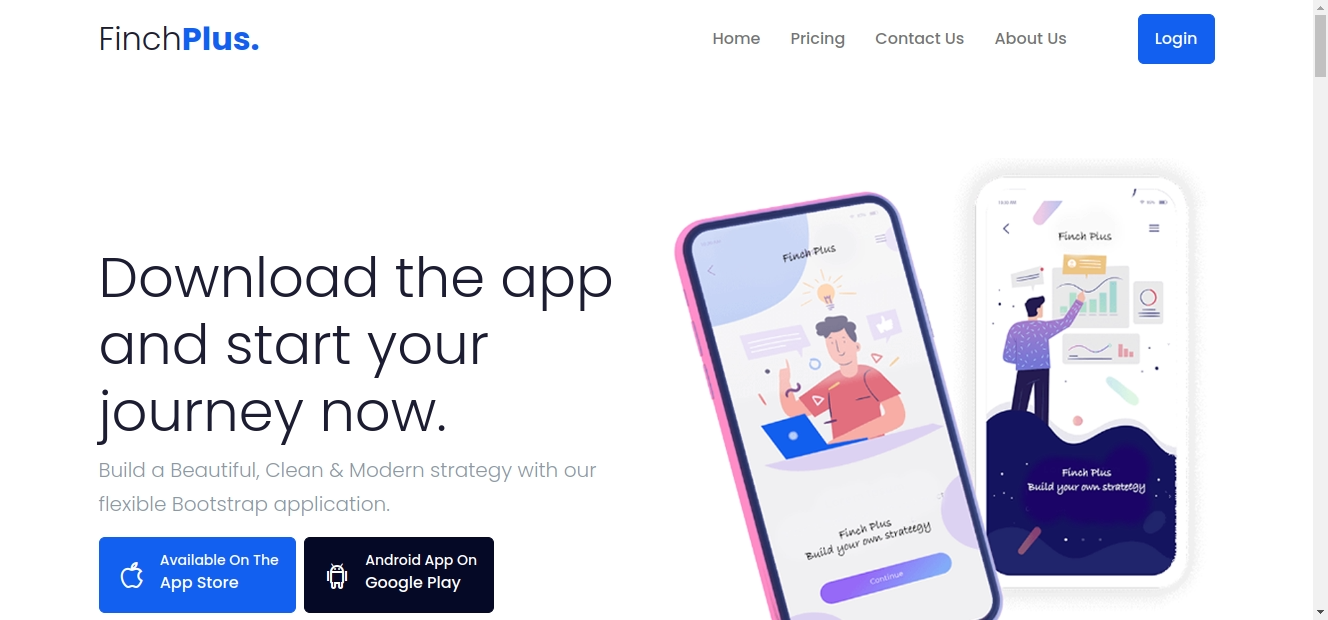 FinchPlus.
Home
Pricing
Contact Us
About Us
Login
Download the app
and start your
journey now.
Build a Beautiful, Clean & Modern strategy with our
flexible Bootstrap application.
Available On The
App Store
Android App On
Google Play
Finch Plus
Finch Plus
Build your own strateegy
Continue
Finch Plus
Finch Plus
Build your own strateegy